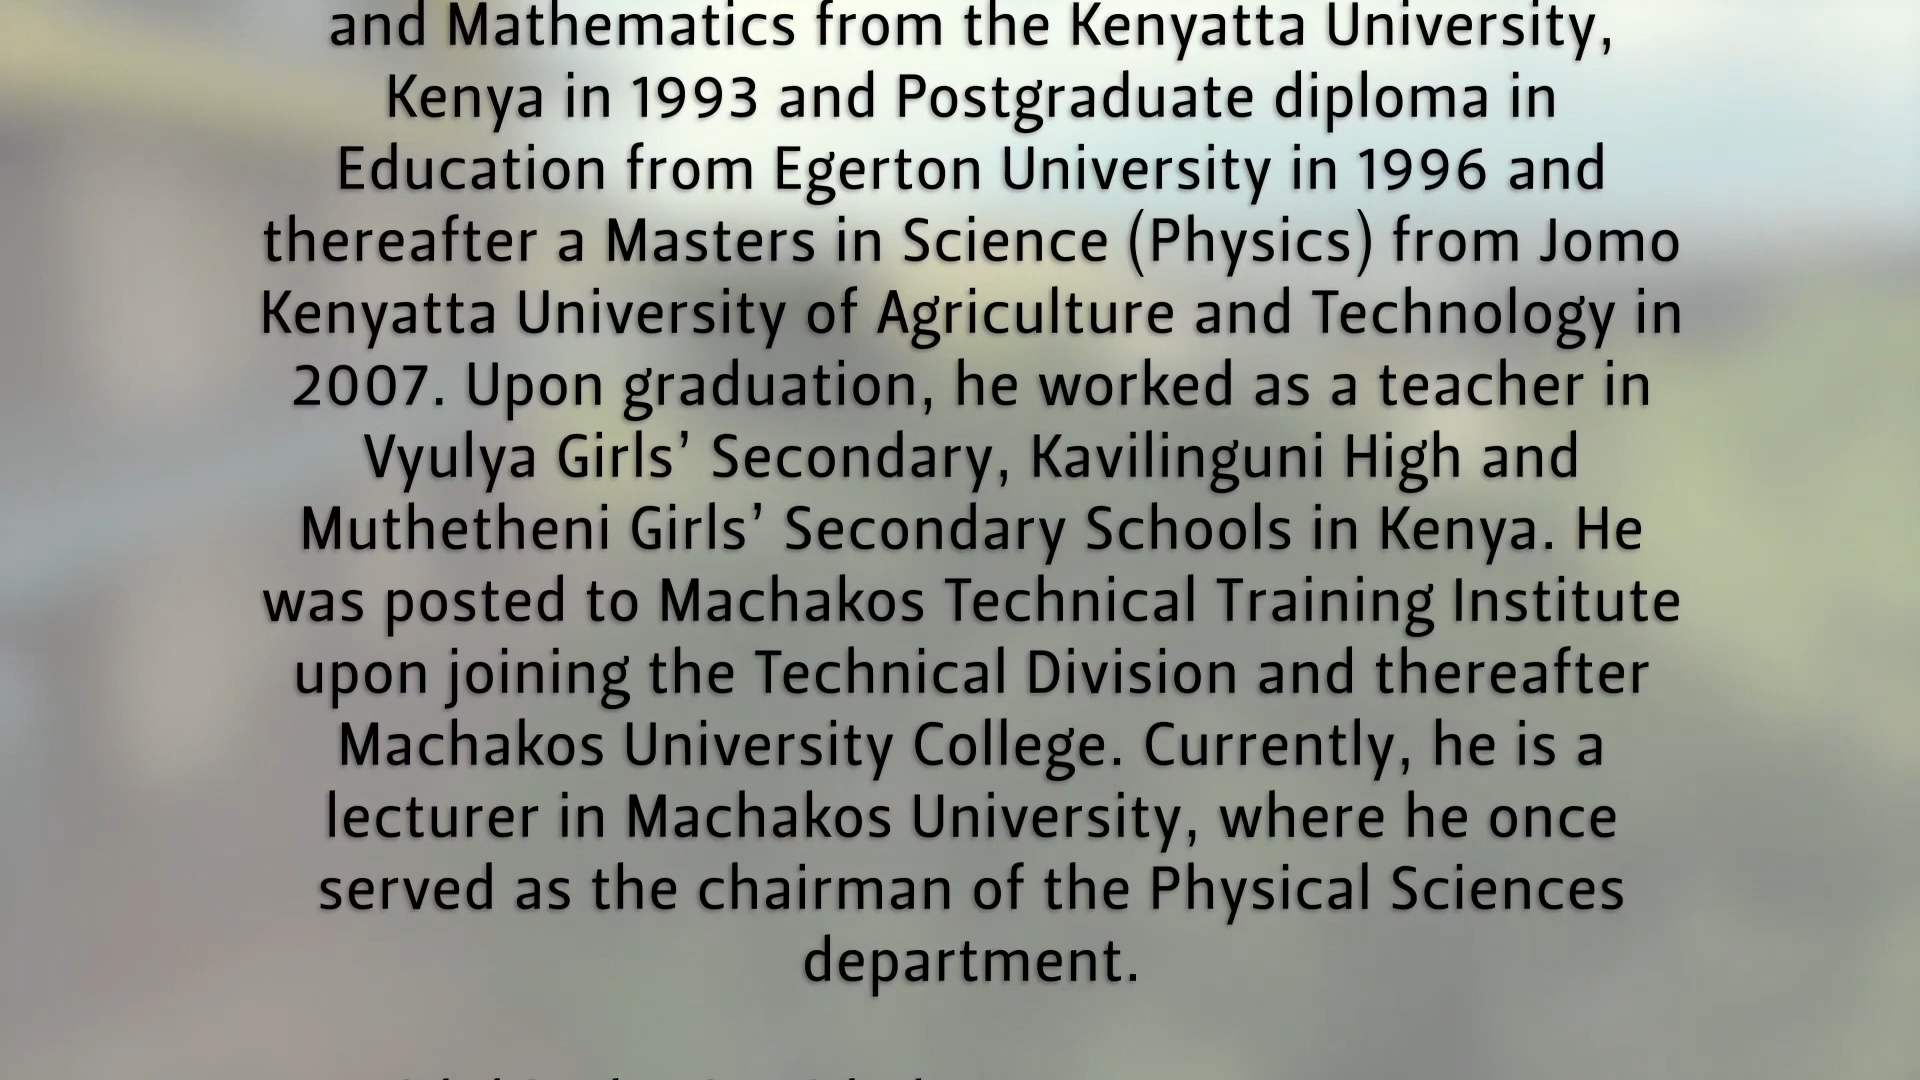 and Mathematics from the Kenyatta University,
Kenya in 1993 and Postgraduate diploma in
Education from Egerton University in 1996 and
thereafter a Masters in Science (Physics) from Jomo
Kenyatta University of Agriculture and Technology in
2007. Upon graduation, he worked as a teacher in
Vyulya Girls’ Secondary, Kavilinguni High and
Muthetheni Girls’ Secondary Schools in Kenya. He
was posted to Machakos Technical Training Institute
upon joining the Technical Division and thereafter
Machakos University College. Currently, he is a
lecturer in Machakos University, where he once
served as the chairman of the Physical Sciences
department.